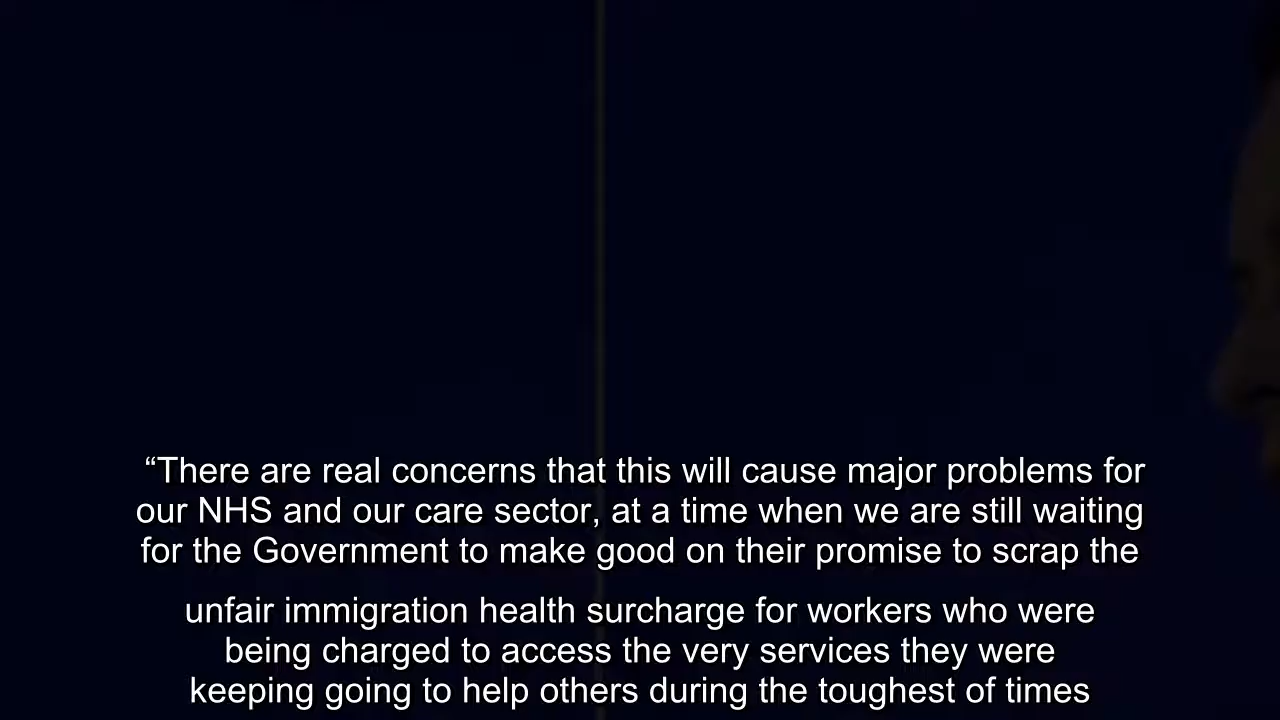 “There are real concerns that this will cause major problems for
our NHS and our care sector, at a time when we are still waiting
for the Government to make good on their promise to scrap the
unfair immigration health surcharge for workers who were
being charged to access the very services they were
keeping going to help others during the toughest of times